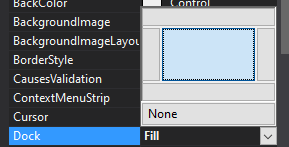 BackColor Control
BackgroundImage
BackgroundImageLayou
BorderStyle
CausesValidation
ContextMenuStrip
Cursor None
Dock Fill